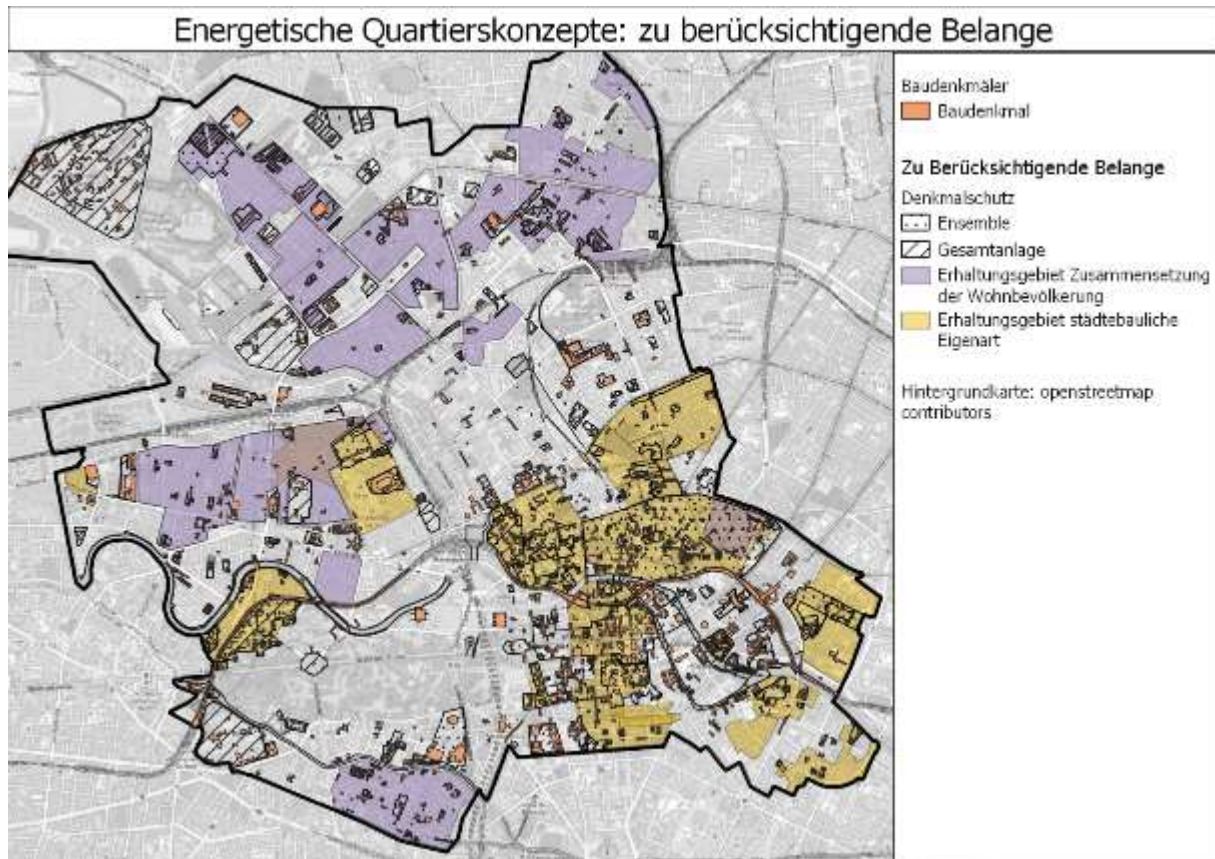 Energetische Quartierskonzepte: zu berücksichtigende Belange
Baudenkmäler
Baudenkmal
Zu Berücksichtigende Belange
Denkmalschutz
Ensemble
Gesamtanlage
Erhaltungsgebiet Zusammensetzung
der Wohnbevölkerung
Erhaltungsgebiet städtebauliche
Eigenart
Hintergrundkarte: openstreetmap
contributors